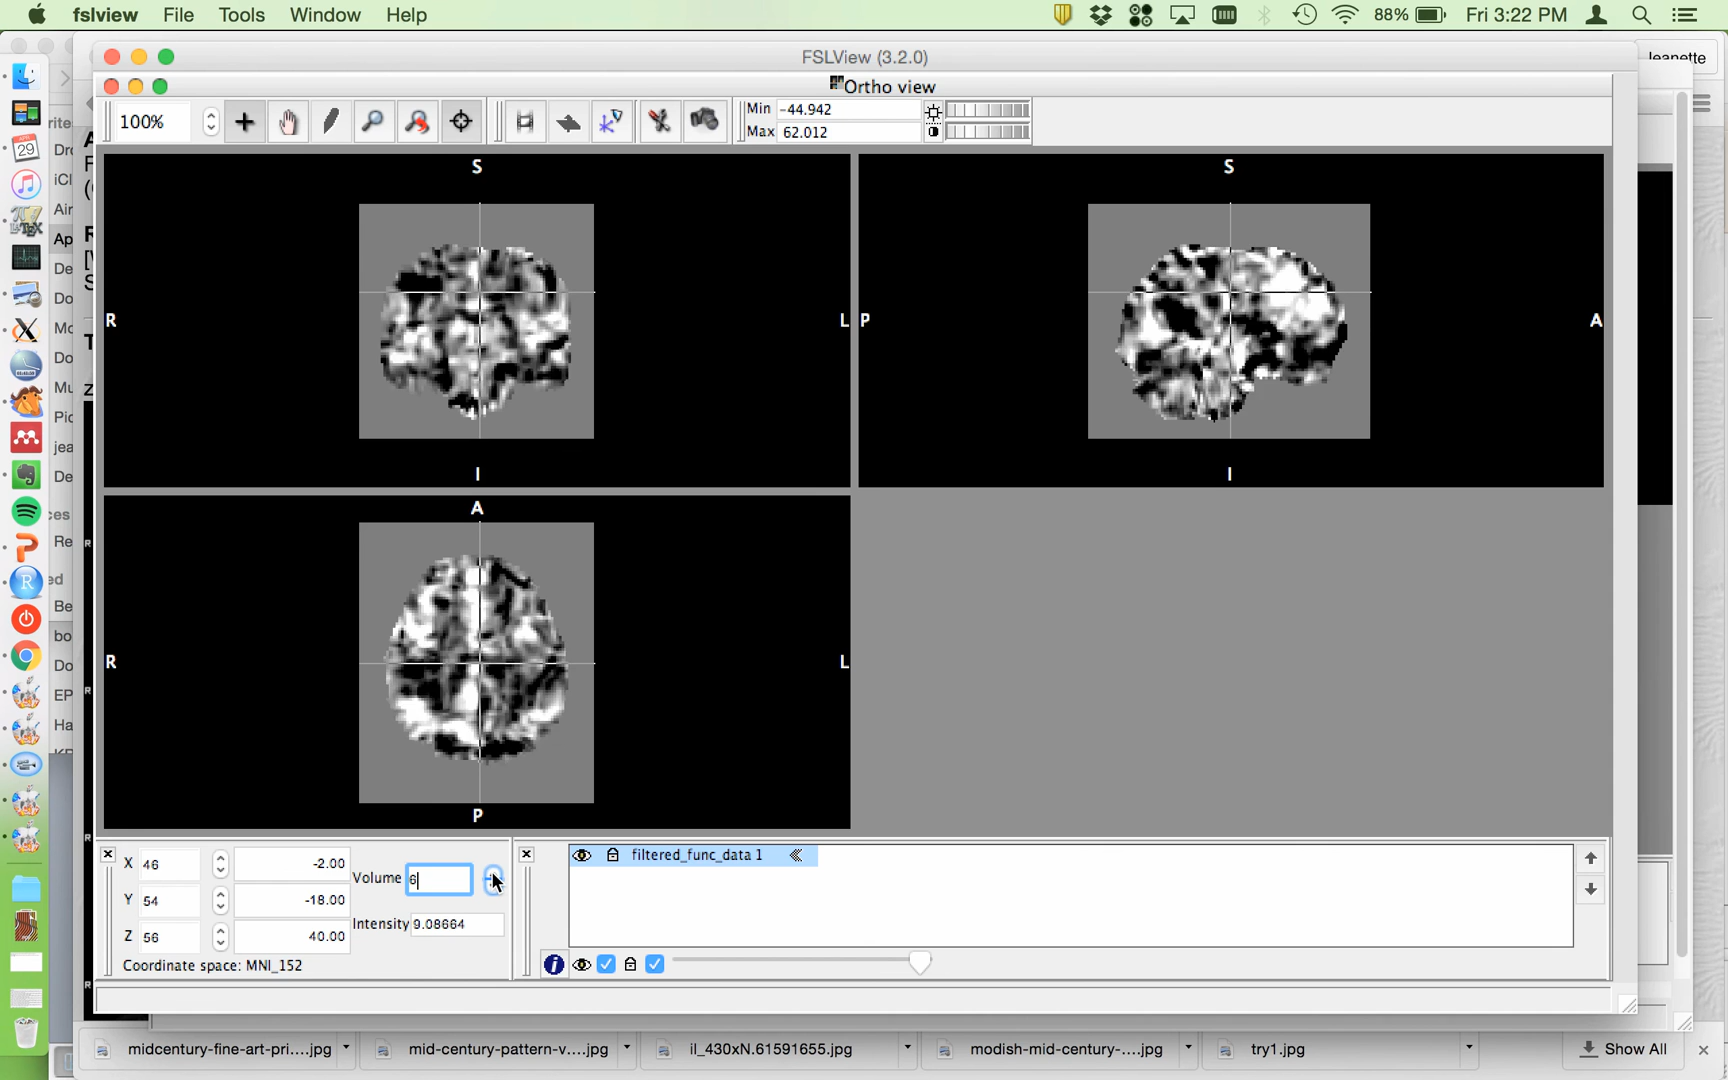 fslview File Tools Window Help 88% Fri 3:22 PM
FSLView (3.2.0)
Jeanette
Ortho view
100%
Min -44.942
Max 62.012
S
S
R
L
P
A
I
I
A
R
L
P
X 46 -2.00
Y 54 -18.00
Z 56 40.00
Volume 6
Intensity 9.08664
Coordinate space: MNI_152
filtered_func_data 1
midcentury-fine-art-pri....jpg
mid-century-pattern-v....jpg
il_430xN.61591655.jpg
modish-mid-century-....jpg
try1.jpg
Show All